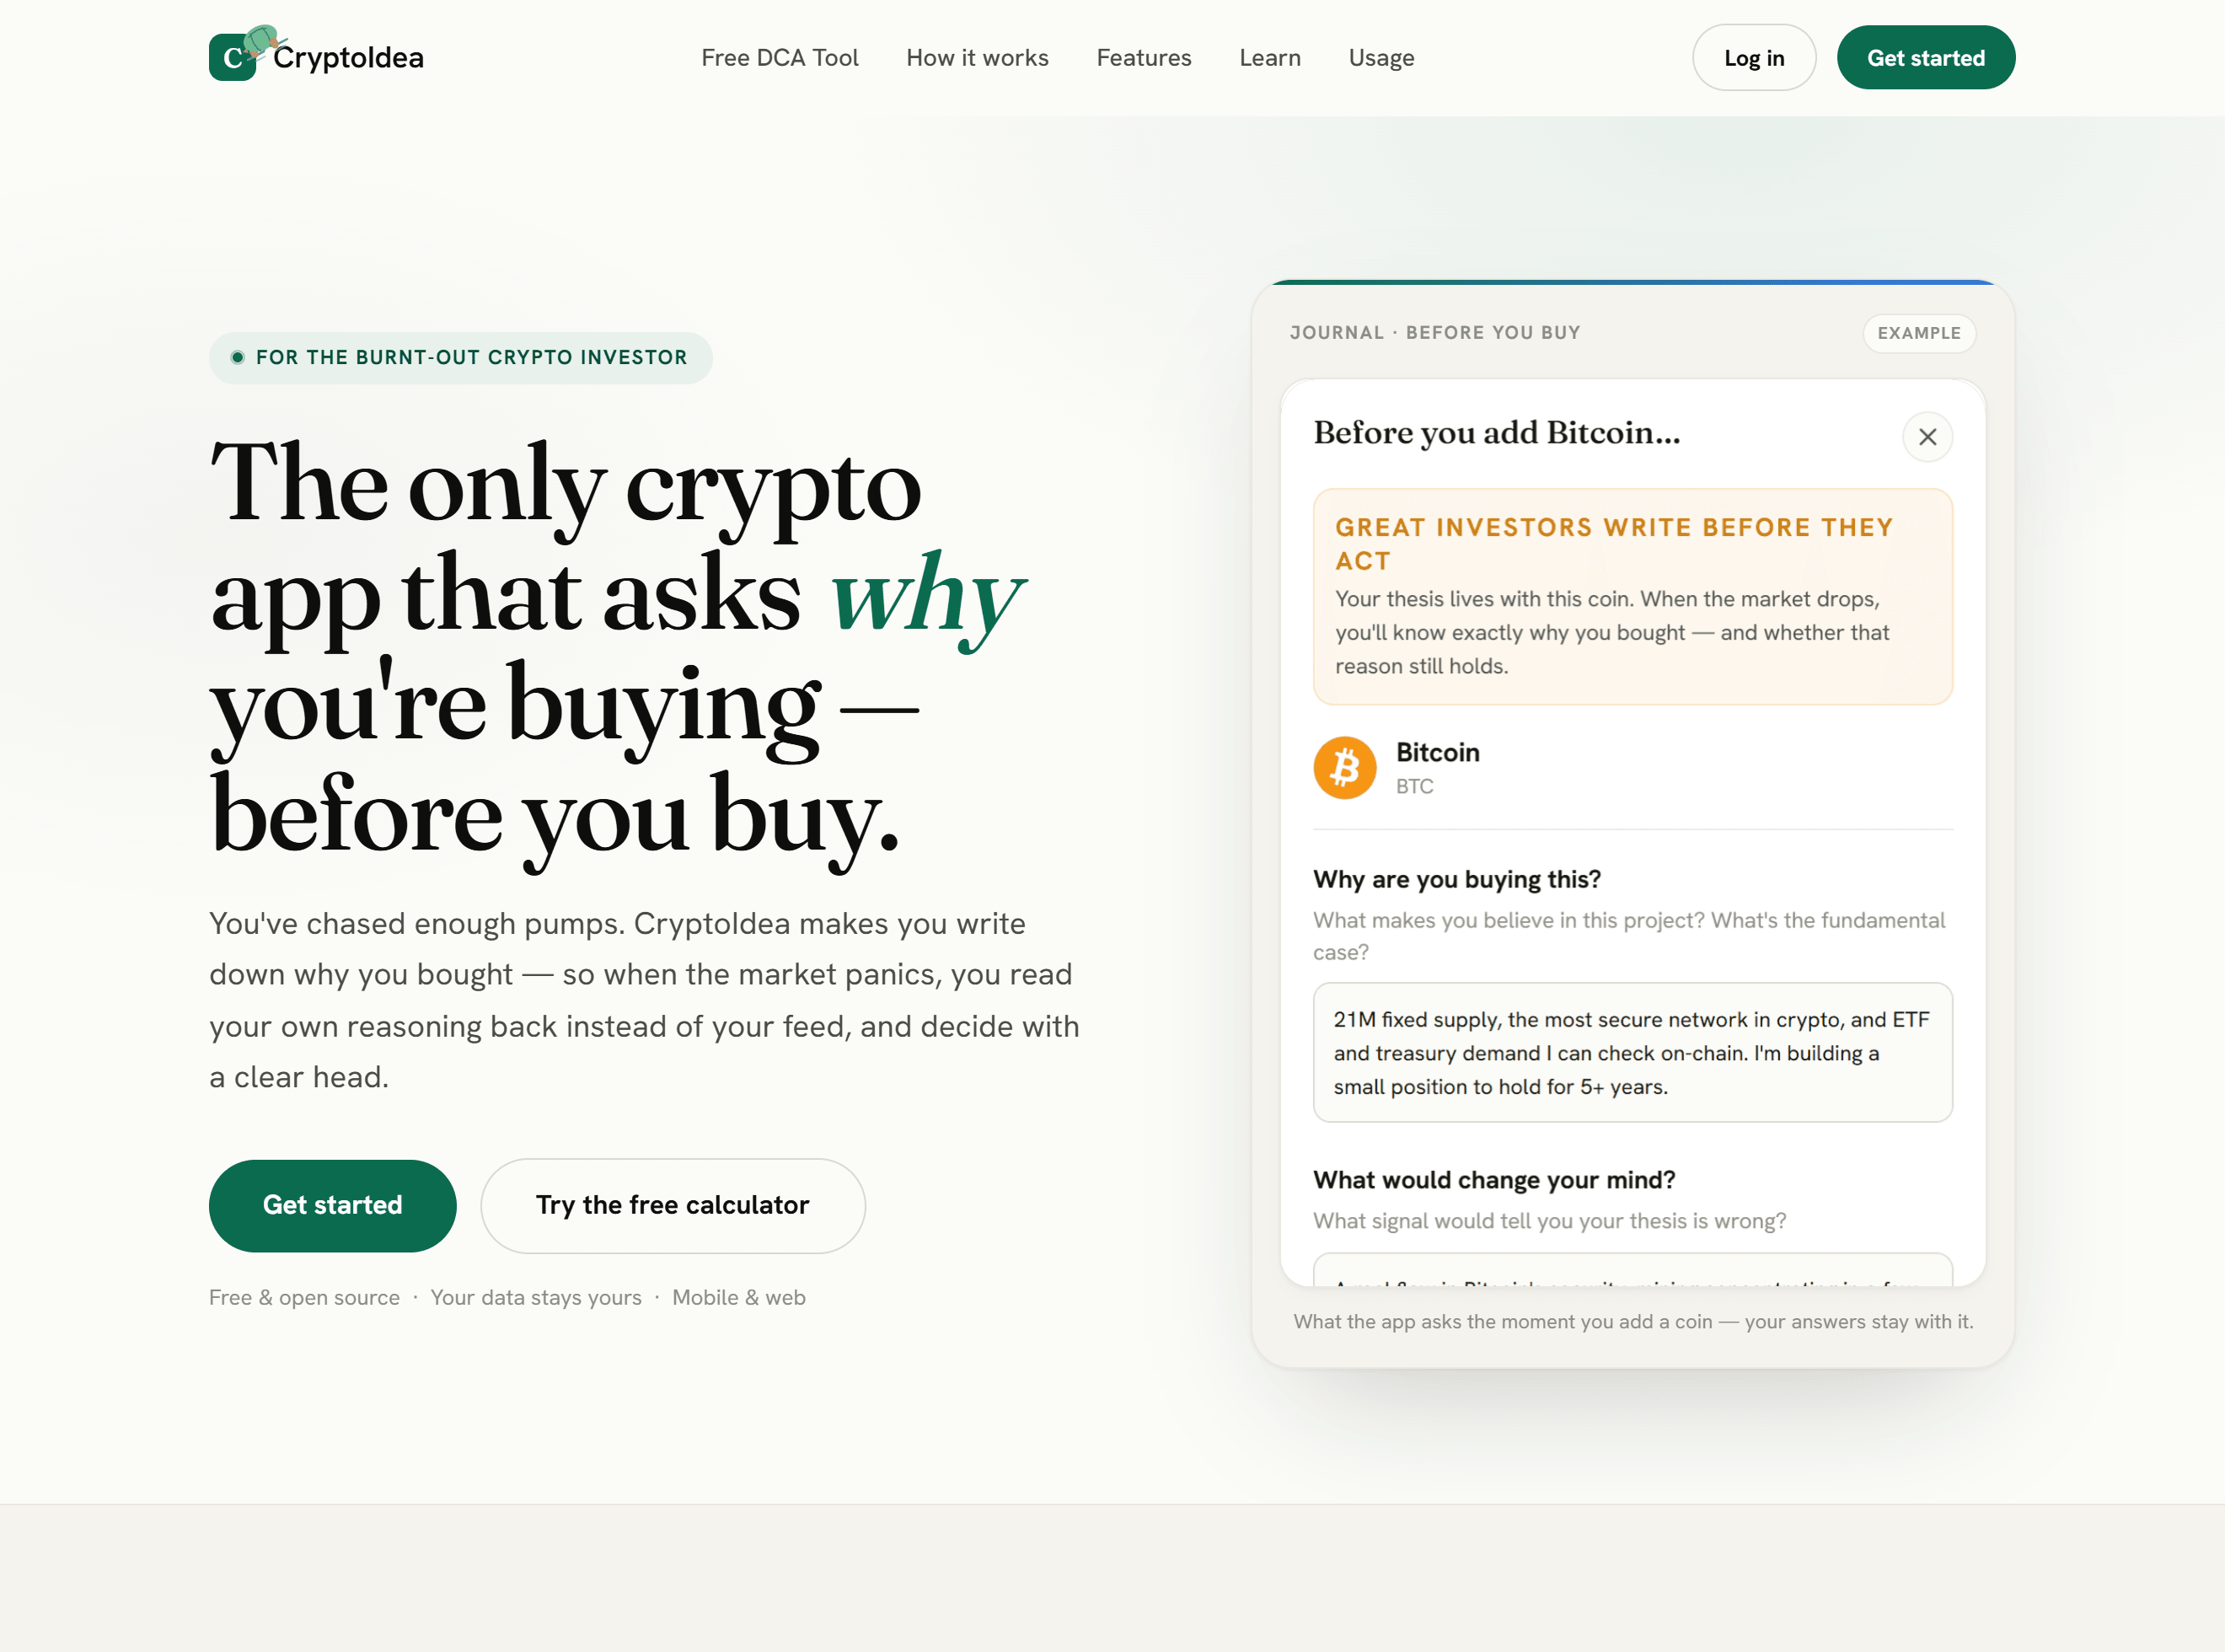 C CryptoIdea
Free DCA Tool
How it works
Features
Learn
Usage
Log in
Get started
FOR THE BURNT-OUT CRYPTO INVESTOR
The only crypto
app that asks why
you're buying —
before you buy.
You've chased enough pumps. CryptoIdea makes you write
down why you bought — so when the market panics, you read
your own reasoning back instead of your feed, and decide with
a clear head.
Get started
Try the free calculator
Free & open source · Your data stays yours · Mobile & web
JOURNAL · BEFORE YOU BUY
EXAMPLE
Before you add Bitcoin...
GREAT INVESTORS WRITE BEFORE THEY
ACT
Your thesis lives with this coin. When the market drops,
you'll know exactly why you bought — and whether that
reason still holds.
Bitcoin
BTC
Why are you buying this?
What makes you believe in this project? What's the fundamental
case?
21M fixed supply, the most secure network in crypto, and ETF
and treasury demand I can check on-chain. I'm building a
small position to hold for 5+ years.
What would change your mind?
What signal would tell you your thesis is wrong?
What the app asks the moment you add a coin — your answers stay with it.